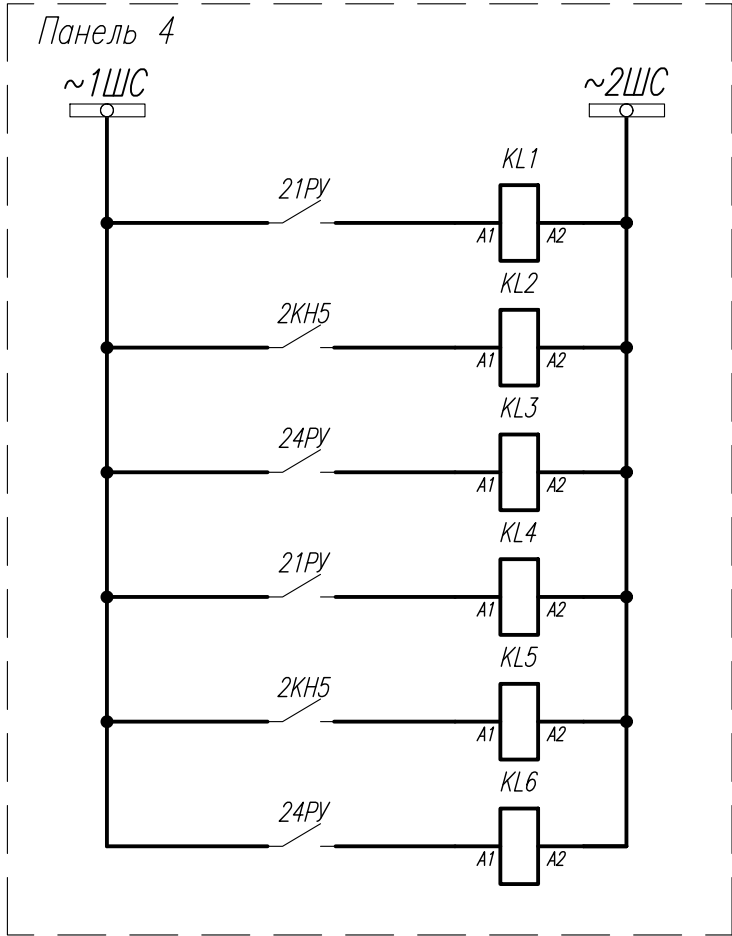 Панель 4
~1ШС ~2ШС
KL1
21РУ
A1 A2
KL2
2КН5
A1 A2
KL3
24РУ
A1 A2
KL4
21РУ
A1 A2
KL5
2КН5
A1 A2
KL6
24РУ
A1 A2